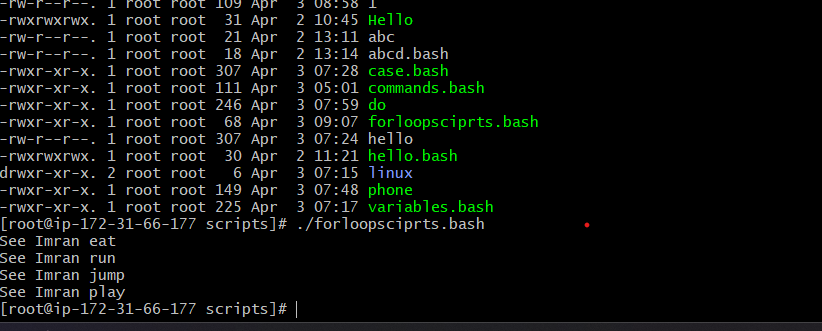 -rw-r--r--. 1 root root 109 Apr  3 08:58 1
-rwxrwxrwx. 1 root root  31 Apr  2 10:45 Hello
-rw-r--r--. 1 root root  21 Apr  2 13:11 abc
-rw-r--r--. 1 root root  18 Apr  2 13:14 abcd.bash
-rwxr-xr-x. 1 root root 307 Apr  3 07:28 case.bash
-rwxr-xr-x. 1 root root 111 Apr  3 05:01 commands.bash
-rwxr-xr-x. 1 root root 246 Apr  3 07:59 do
-rwxr-xr-x. 1 root root  68 Apr  3 09:07 forloopsciprts.bash
-rw-r--r--. 1 root root 307 Apr  3 07:24 hello
-rwxrwxrwx. 1 root root  30 Apr  2 11:21 hello.bash
drwxr-xr-x. 2 root root   6 Apr  3 07:15 linux
-rwxr-xr-x. 1 root root 149 Apr  3 07:48 phone
-rwxr-xr-x. 1 root root 225 Apr  3 07:17 variables.bash
[root@ip-172-31-66-177 scripts]# ./forloopsciprts.bash
See Imran eat
See Imran run
See Imran jump
See Imran play
[root@ip-172-31-66-177 scripts]#